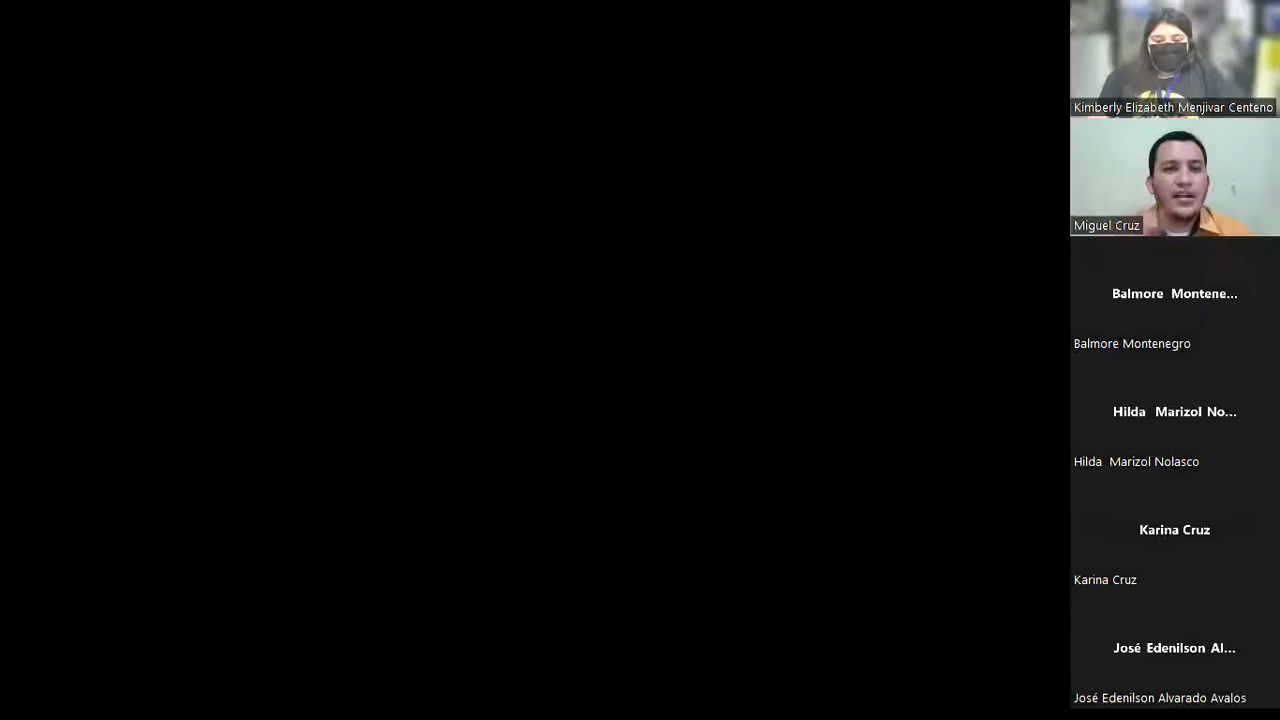 Kimberly Elizabeth Menjivar Centeno
Miguel Cruz
Balmore Montene...
Balmore Montenegro
Hilda Marizol No...
Hilda Marizol Nolasco
Karina Cruz
Karina Cruz
José Edenilson Al...
José Edenilson Alvarado Avalos